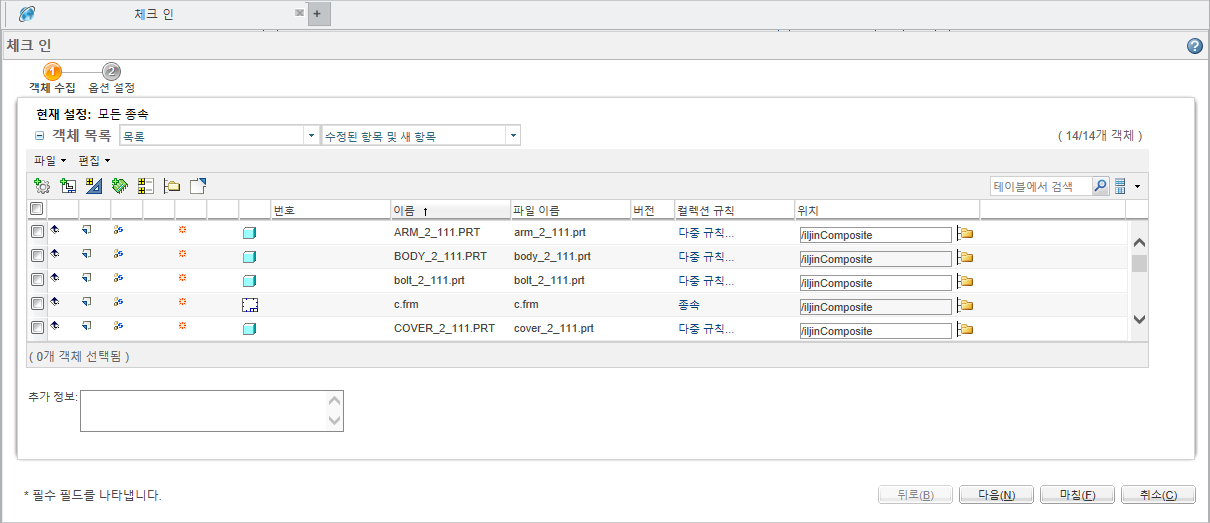 체크 인
체크 인
1 2
객체 수집 옵션 설정
현재 설정: 모든 종속
객체 목록 목록 수정된 항목 및 새 항목 ( 14/14개 객체 )
파일 편집
테이블에서 검색
번호 이름 ↑ 파일 이름 버전 컬렉션 규칙 위치
ARM_2_111.PRT arm_2_111.prt 다중 규칙... /iljinComposite
BODY_2_111.PRT body_2_111.prt 다중 규칙... /iljinComposite
bolt_2_111.prt bolt_2_111.prt 다중 규칙... /iljinComposite
c.frm c.frm 종속 /iljinComposite
COVER_2_111.PRT cover_2_111.prt 다중 규칙... /iljinComposite
( 0개 객체 선택됨 )
추가 정보:
* 필수 필드를 나타냅니다. 뒤로(B) 다음(N) 마침(F) 취소(C)